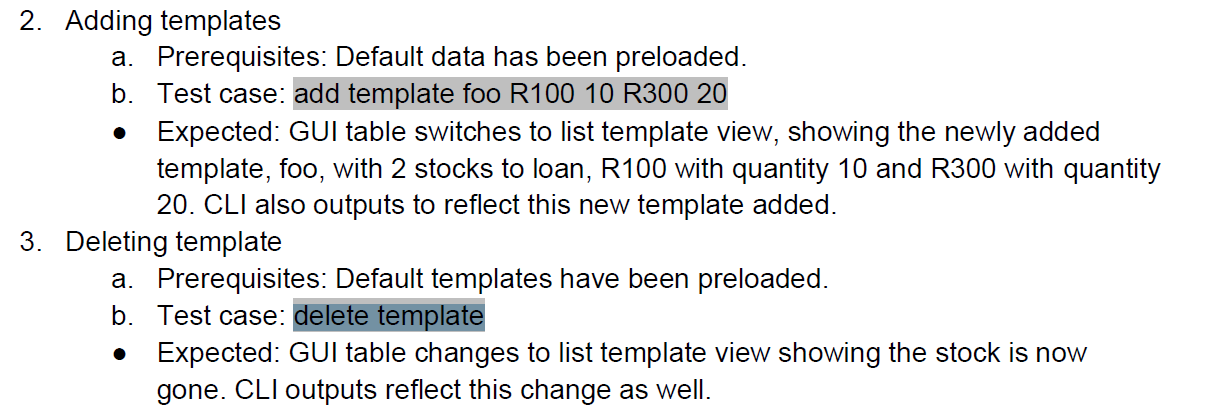 2. Adding templates
a. Prerequisites: Default data has been preloaded.
b. Test case: add template foo R100 10 R300 20
● Expected: GUI table switches to list template view, showing the newly added
template, foo, with 2 stocks to loan, R100 with quantity 10 and R300 with quantity
20. CLI also outputs to reflect this new template added.
3. Deleting template
a. Prerequisites: Default templates have been preloaded.
b. Test case: delete template
● Expected: GUI table changes to list template view showing the stock is now
gone. CLI outputs reflect this change as well.